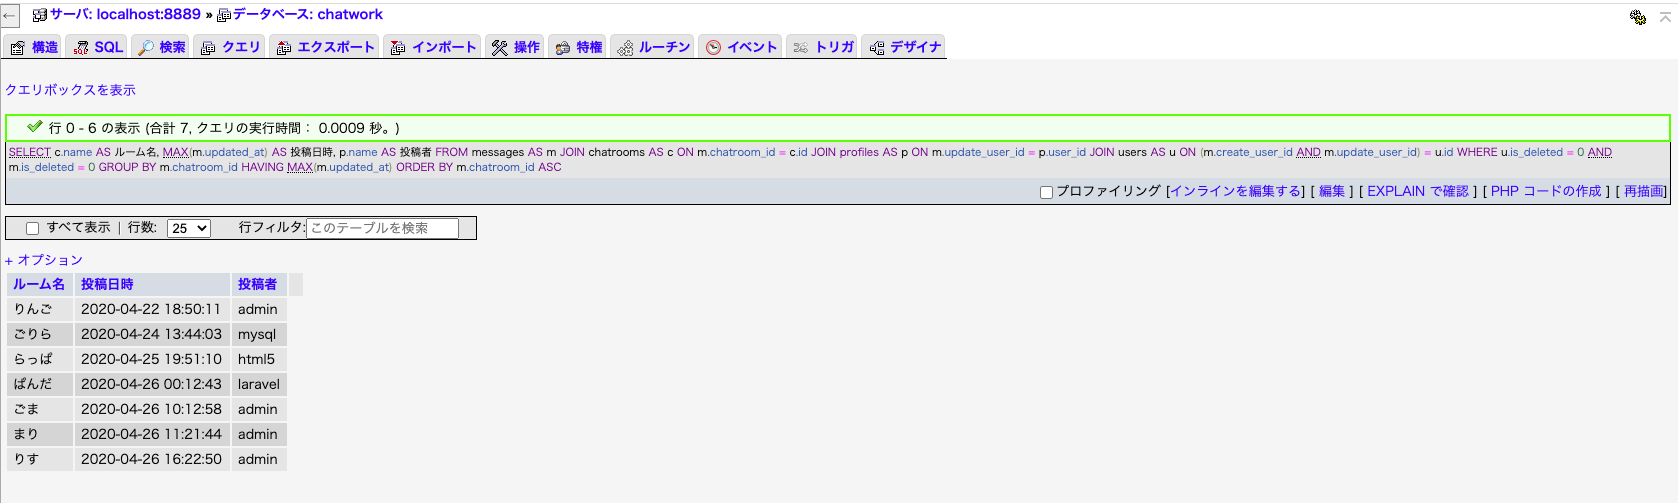 ← サーバ: localhost:8889 » データベース: chatwork
構造 SQL 検索 クエリ エクスポート インポート 操作 特権 ルーチン イベント トリガ デザイナ
クエリボックスを表示
行 0 - 6 の表示 (合計 7, クエリの実行時間： 0.0009 秒。)
SELECT c.name AS ルーム名, MAX(m.updated_at) AS 投稿日時, p.name AS 投稿者 FROM messages AS m JOIN chatrooms AS c ON m.chatroom_id = c.id JOIN profiles AS p ON m.update_user_id = p.user_id JOIN users AS u ON (m.create_user_id AND m.update_user_id) = u.id WHERE u.is_deleted = 0 AND
m.is_deleted = 0 GROUP BY m.chatroom_id HAVING MAX(m.updated_at) ORDER BY m.chatroom_id ASC
プロファイリング [インラインを編集する] [ 編集 ] [ EXPLAIN で確認 ] [ PHP コードの作成 ] [ 再描画]
すべて表示 | 行数: 25 行フィルタ: このテーブルを検索
+ オプション
ルーム名 投稿日時 投稿者
りんご 2020-04-22 18:50:11 admin
ごりら 2020-04-24 13:44:03 mysql
らっぱ 2020-04-25 19:51:10 html5
ぱんだ 2020-04-26 00:12:43 laravel
ごま 2020-04-26 10:12:58 admin
まり 2020-04-26 11:21:44 admin
りす 2020-04-26 16:22:50 admin